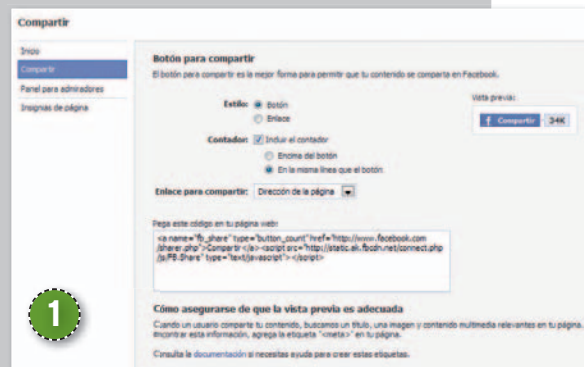 Compartir
Inicio
Compartir
Panel para admiradores
Insignias de página
Botón para compartir
El botón para compartir es la mejor forma para permitir que tu contenido se comparta en Facebook.
Estilo: Botón
Enlace
Contador: Incluir el contador
Encima del botón
En la misma línea que el botón
Enlace para compartir: Dirección de la página
Vista previa:
f Compartir 34K
Pega este código en tu página web:
<a name="fb_share" type="button_count" href="http://www.facebook.com
/sharer.php">Compartir</a><script src="http://static.ak.fbcdn.net/connect.php
/js/FB.Share" type="text/javascript"></script>
Cómo asegurarse de que la vista previa es adecuada
Cuando un usuario comparte tu contenido, buscamos un título, una imagen y contenido multimedia relevantes en tu página.
encontrar esta información, agrega la etiqueta "<meta>" en tu página.
Consulta la documentación si necesitas ayuda para crear estas etiquetas.
1